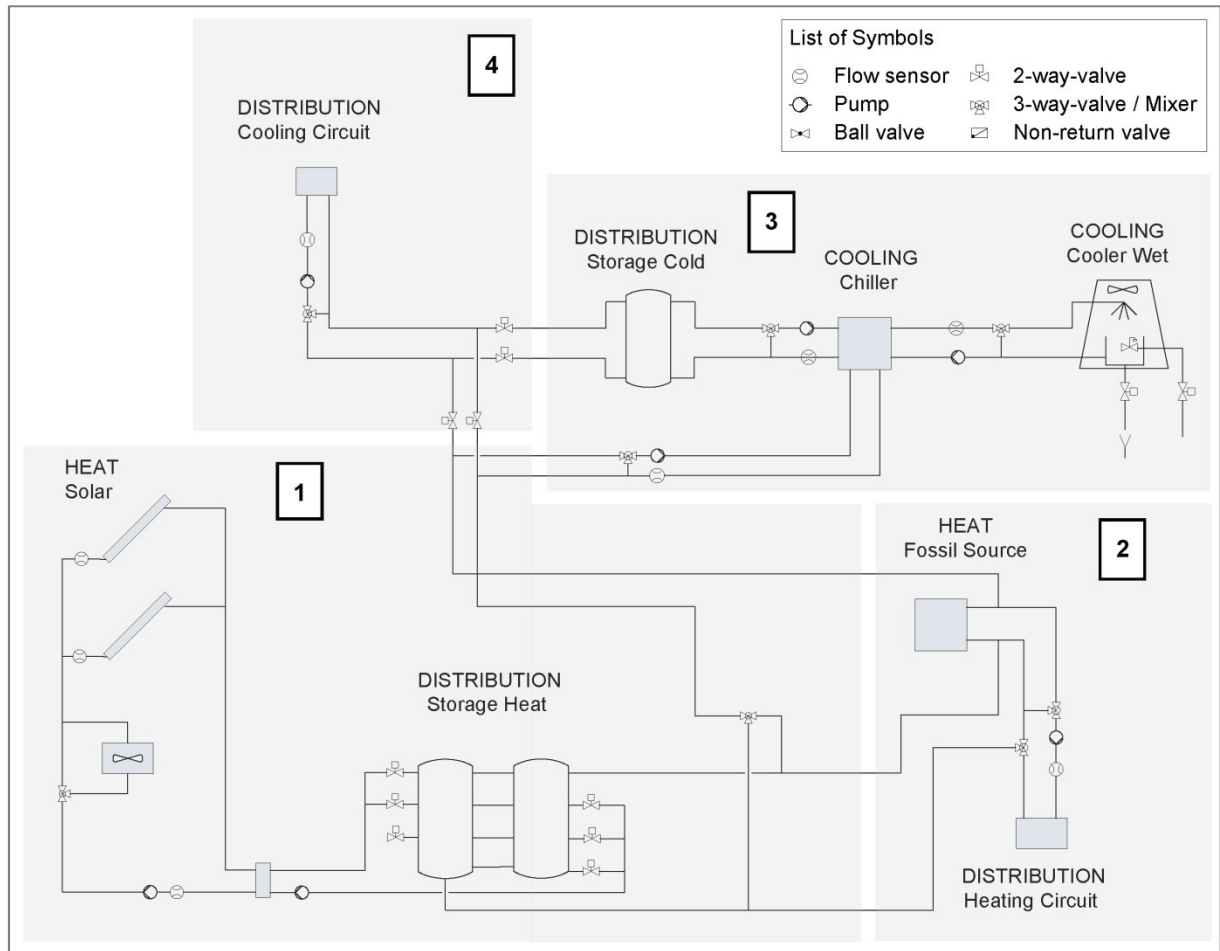 4
List of Symbols
Flow sensor
2-way-valve
Pump
3-way-valve / Mixer
Ball valve
Non-return valve
DISTRIBUTION
Cooling Circuit
3
DISTRIBUTION
Storage Cold
COOLING
Chiller
COOLING
Cooler Wet
HEAT
Solar
1
HEAT
Fossil Source
2
DISTRIBUTION
Storage Heat
DISTRIBUTION
Heating Circuit